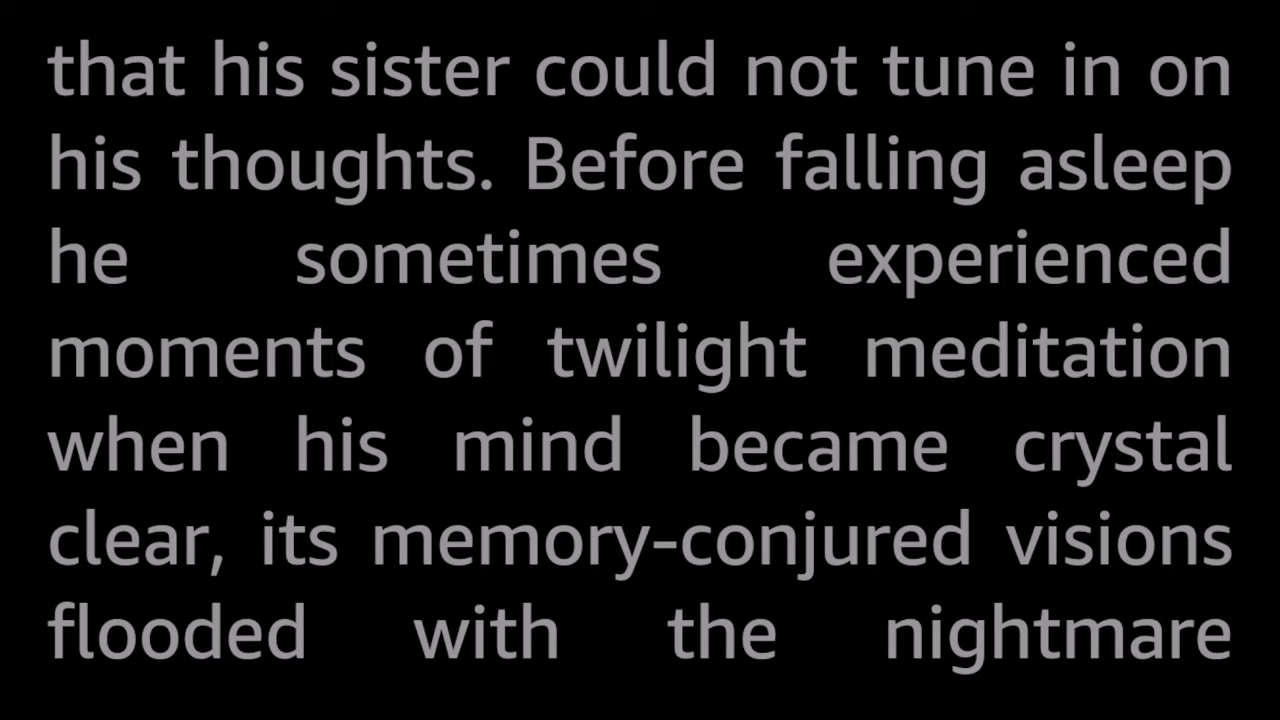 that his sister could not tune in on
his thoughts. Before falling asleep
he sometimes experienced
moments of twilight meditation
when his mind became crystal
clear, its memory-conjured visions
flooded with the nightmare